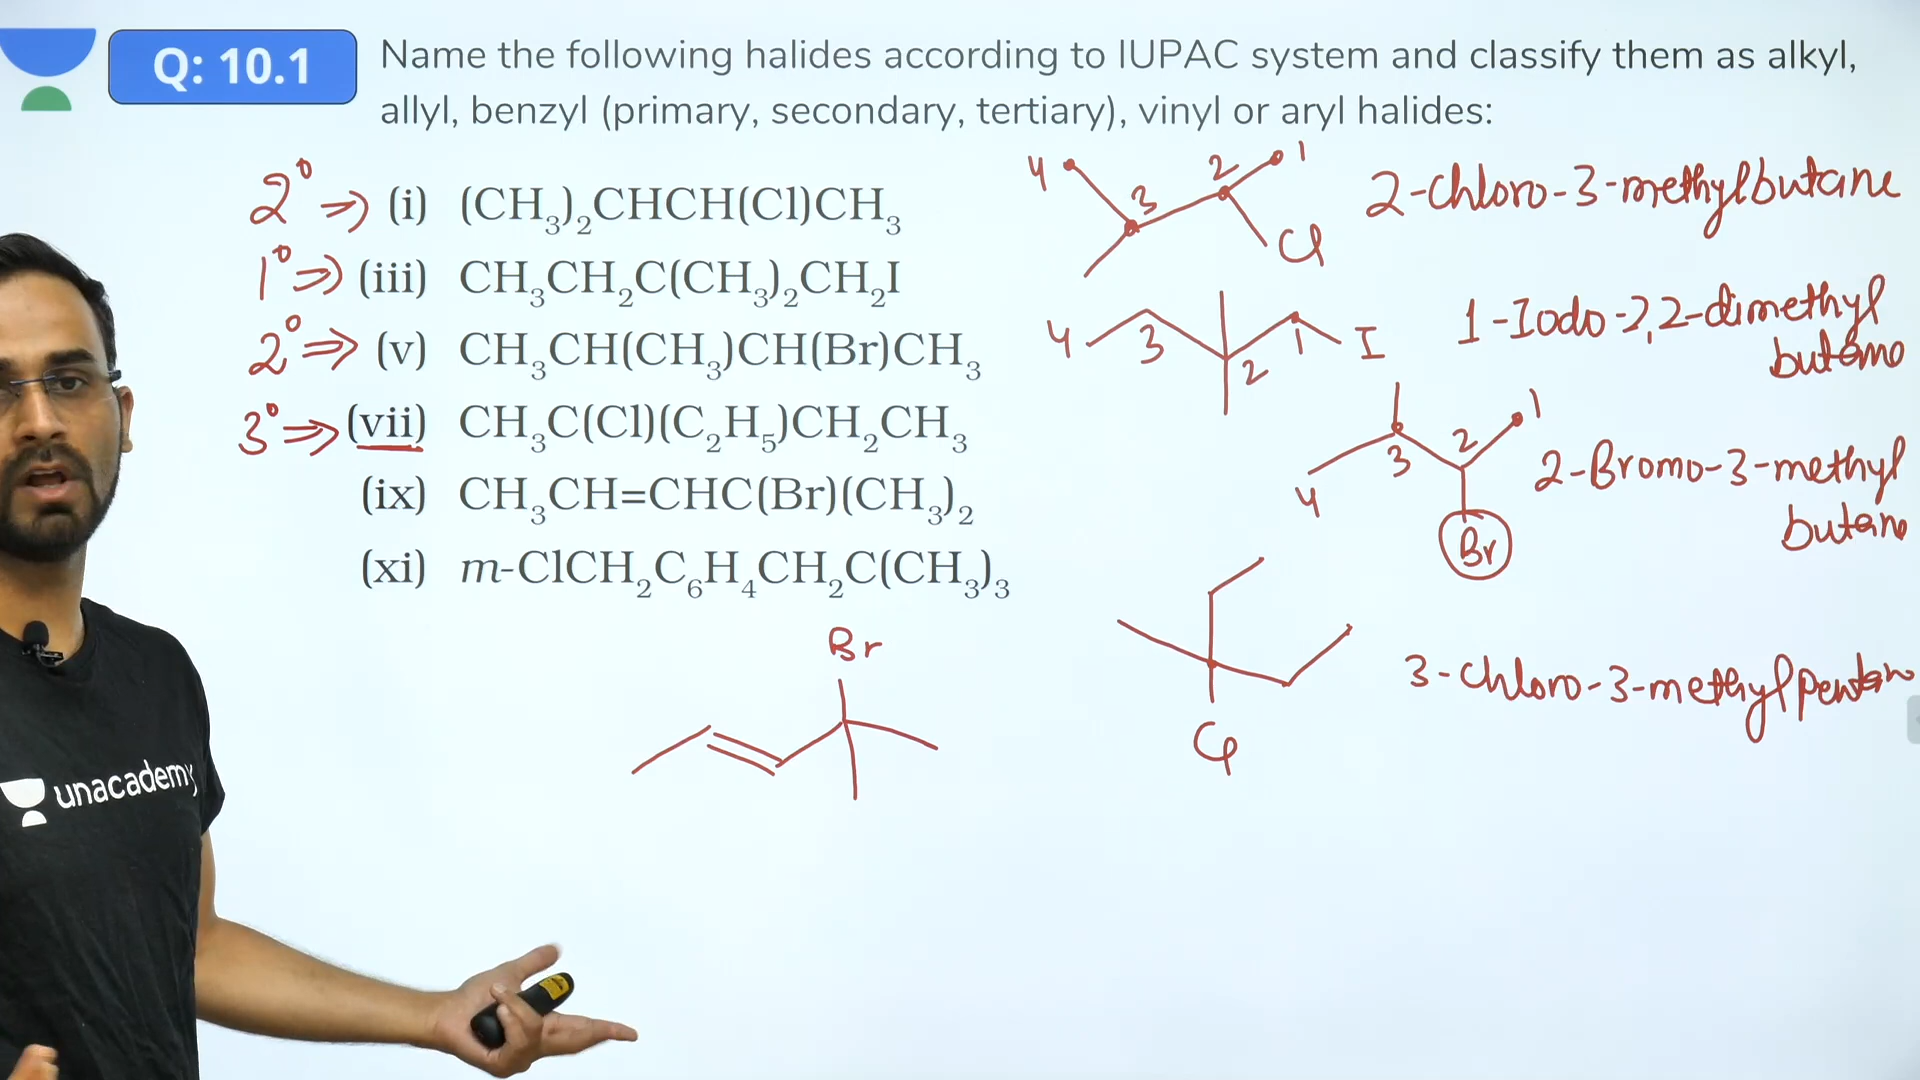 Q: 10.1
Name the following halides according to IUPAC system and classify them as alkyl,
allyl, benzyl (primary, secondary, tertiary), vinyl or aryl halides:
2° ⇒ (i) (CH₃)₂CHCH(Cl)CH₃
4 3 2 1 Cl
2-Chloro-3-methylbutane
1° ⇒ (iii) CH₃CH₂C(CH₃)₂CH₂I
4 3 2 1 I
1-Iodo-2,2-dimethyl
2° ⇒ (v) CH₃CH(CH₃)CH(Br)CH₃
4 3 2 1 Br
2-Bromo-3-methyl
3° ⇒ (vii) CH₃C(Cl)(C₂H₅)CH₂CH₃
Cl
3-Chloro-3-methyl
(ix) CH₃CH=CHC(Br)(CH₃)₂
(xi) m-ClCH₂C₆H₄CH₂C(CH₃)₃
Br
unacademy